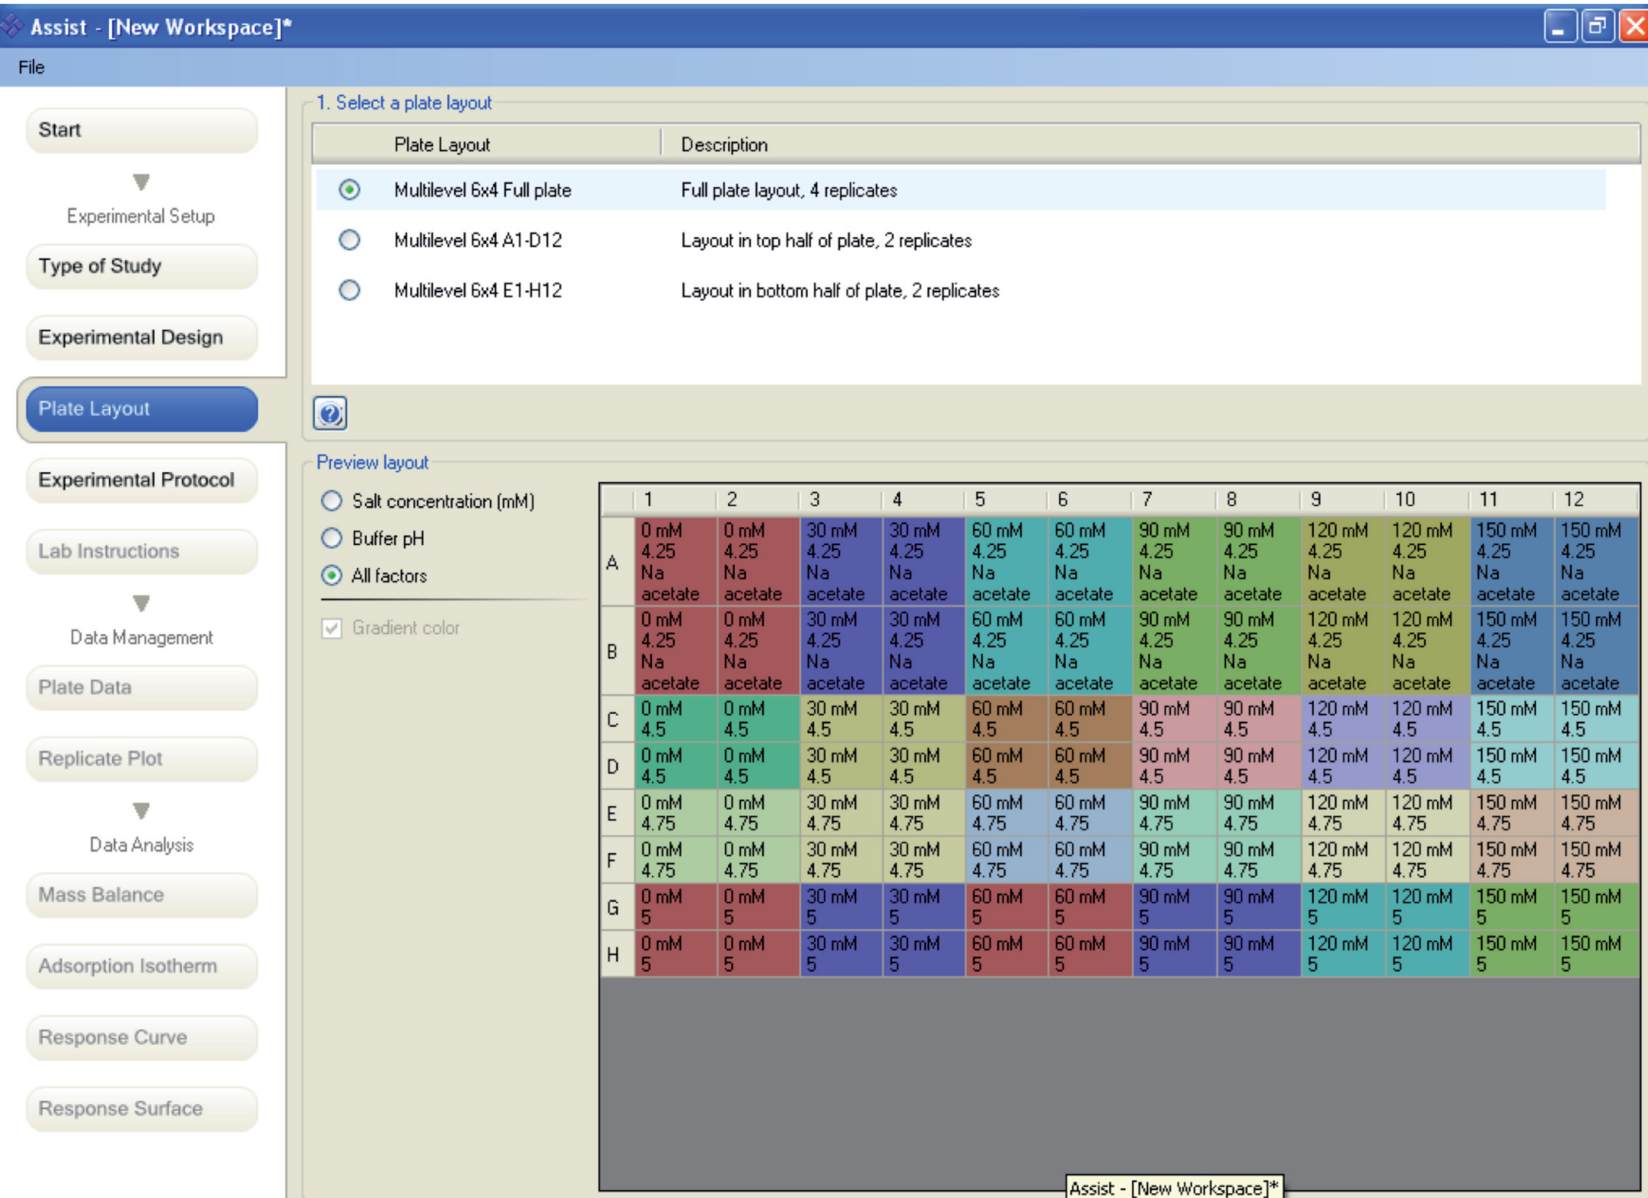 Assist - [New Workspace]*
File
Start
Experimental Setup
Type of Study
Experimental Design
Plate Layout
Experimental Protocol
Lab Instructions
Data Management
Plate Data
Replicate Plot
Data Analysis
Mass Balance
Adsorption Isotherm
Response Curve
Response Surface
1. Select a plate layout
Plate Layout Description
Multilevel 6x4 Full plate Full plate layout, 4 replicates
Multilevel 6x4 A1-D12 Layout in top half of plate, 2 replicates
Multilevel 6x4 E1-H12 Layout in bottom half of plate, 2 replicates
Preview layout
Salt concentration (mM)
Buffer pH
All factors
Gradient color
1 2 3 4 5 6 7 8 9 10 11 12
0 mM 0 mM 30 mM 30 mM 60 mM 60 mM 90 mM 90 mM 120 mM 120 mM 150 mM 150 mM
4.25 4.25 4.25 4.25 4.25 4.25 4.25 4.25 4.25 4.25 4.25 4.25
A Na Na Na Na Na Na Na Na Na Na Na Na
acetate acetate acetate acetate acetate acetate acetate acetate acetate acetate acetate acetate
0 mM 0 mM 30 mM 30 mM 60 mM 60 mM 90 mM 90 mM 120 mM 120 mM 150 mM 150 mM
4.25 4.25 4.25 4.25 4.25 4.25 4.25 4.25 4.25 4.25 4.25 4.25
B Na Na Na Na Na Na Na Na Na Na Na Na
acetate acetate acetate acetate acetate acetate acetate acetate acetate acetate acetate acetate
C 0 mM 0 mM 30 mM 30 mM 60 mM 60 mM 90 mM 90 mM 120 mM 120 mM 150 mM 150 mM
4.5 4.5 4.5 4.5 4.5 4.5 4.5 4.5 4.5 4.5 4.5 4.5
D 0 mM 0 mM 30 mM 30 mM 60 mM 60 mM 90 mM 90 mM 120 mM 120 mM 150 mM 150 mM
4.5 4.5 4.5 4.5 4.5 4.5 4.5 4.5 4.5 4.5 4.5 4.5
E 0 mM 0 mM 30 mM 30 mM 60 mM 60 mM 90 mM 90 mM 120 mM 120 mM 150 mM 150 mM
4.75 4.75 4.75 4.75 4.75 4.75 4.75 4.75 4.75 4.75 4.75 4.75
F 0 mM 0 mM 30 mM 30 mM 60 mM 60 mM 90 mM 90 mM 120 mM 120 mM 150 mM 150 mM
4.75 4.75 4.75 4.75 4.75 4.75 4.75 4.75 4.75 4.75 4.75 4.75
G 0 mM 0 mM 30 mM 30 mM 60 mM 60 mM 90 mM 90 mM 120 mM 120 mM 150 mM 150 mM
5 5 5 5 5 5 5 5 5 5 5 5
H 0 mM 0 mM 30 mM 30 mM 60 mM 60 mM 90 mM 90 mM 120 mM 120 mM 150 mM 150 mM
5 5 5 5 5 5 5 5 5 5 5 5
Assist - [New Workspace]*